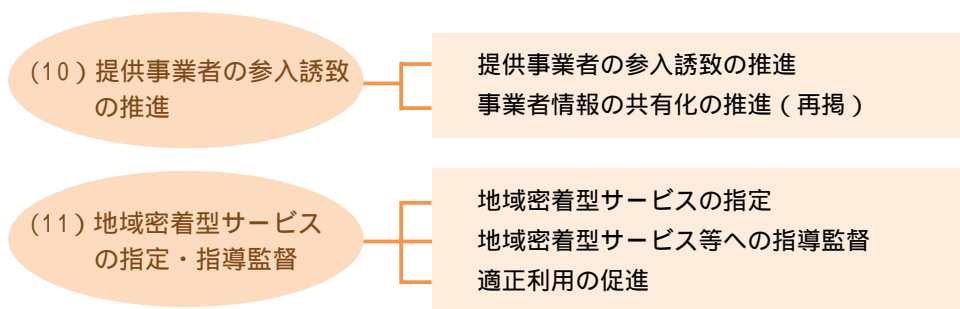 (10)提供事業者の参入誘致
の推進
提供事業者の参入誘致の推進
事業者情報の共有化の推進(再掲)
(11)地域密着型サービス
の指定・指導監督
地域密着型サービスの指定
地域密着型サービス等への指導監督
適正利用の促進